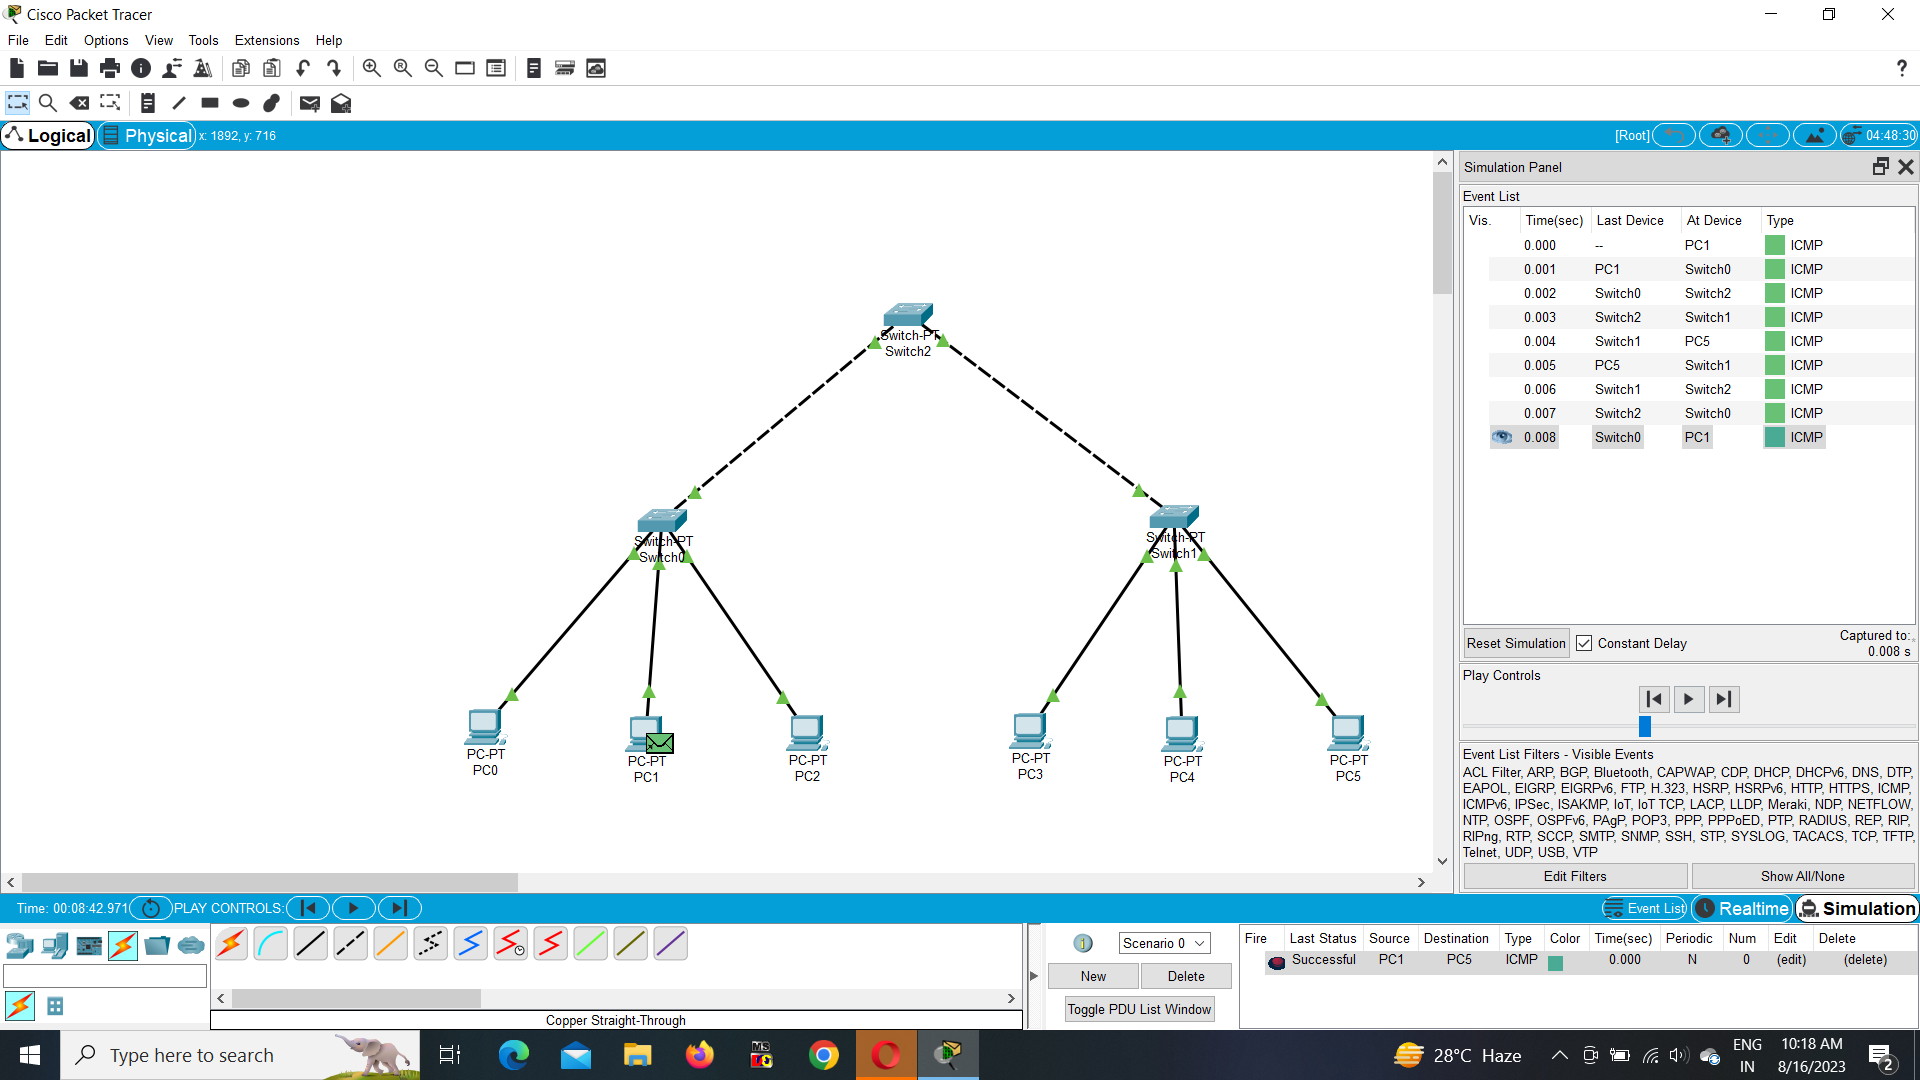 Cisco Packet Tracer
File Edit Options View Tools Extensions Help
?
Logical Physical x: 1892, y: 716 [Root] 04:48:30
Simulation Panel
Event List
Vis. Time(sec) Last Device At Device Type
0.000 -- PC1 ICMP
0.001 PC1 Switch0 ICMP
0.002 Switch0 Switch2 ICMP
0.003 Switch2 Switch1 ICMP
0.004 Switch1 PC5 ICMP
0.005 PC5 Switch1 ICMP
0.006 Switch1 Switch2 ICMP
0.007 Switch2 Switch0 ICMP
0.008 Switch0 PC1 ICMP
Switch-PT
Switch2
Switch-PT
Switch0
Switch-PT
Switch1
PC-PT
PC0
PC-PT
PC1
PC-PT
PC2
PC-PT
PC3
PC-PT
PC4
PC-PT
PC5
Reset Simulation Constant Delay Captured to:
0.008 s
Play Controls
Event List Filters - Visible Events
ACL Filter, ARP, BGP, Bluetooth, CAPWAP, CDP, DHCP, DHCPv6, DNS, DTP,
EAPOL, EIGRP, EIGRPv6, FTP, H.323, HSRP, HSRPv6, HTTP, HTTPS, ICMP,
ICMPv6, IPSec, ISAKMP, IoT, IoT TCP, LACP, LLDP, Meraki, NDP, NETFLOW,
NTP, OSPF, OSPFv6, PAgP, POP3, PPP, PPPoED, PTP, RADIUS, REP, RIP,
RIPng, RTP, SCCP, SMTP, SNMP, SSH, STP, SYSLOG, TACACS, TCP, TFTP,
Telnet, UDP, USB, VTP
Edit Filters Show All/None
Time: 00:08:42.971 PLAY CONTROLS: Event List Realtime Simulation
Scenario 0
New Delete
Toggle PDU List Window
Fire Last Status Source Destination Type Color Time(sec) Periodic Num Edit Delete
Successful PC1 PC5 ICMP 0.000 N 0 (edit) (delete)
Copper Straight-Through
Type here to search
28°C Haze
ENG
IN
10:18 AM
8/16/2023
2